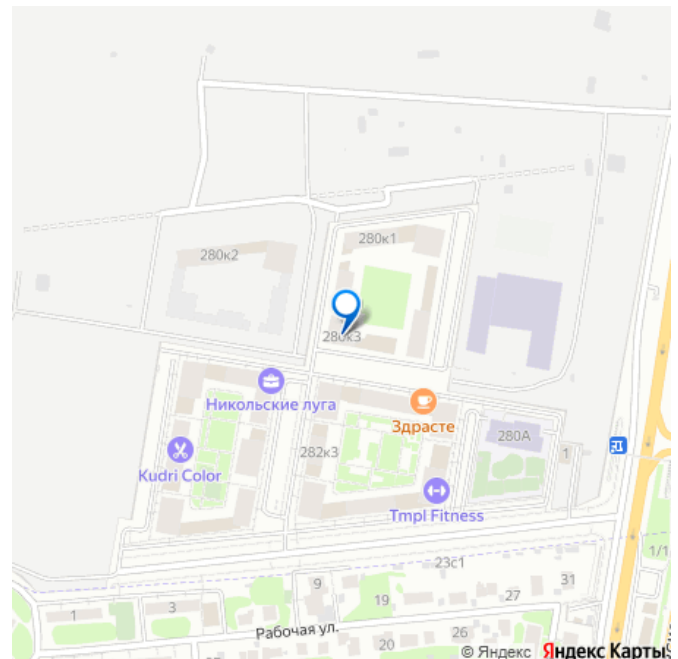 280к1
280к2
280к3
Никольские луга
Здрасте
280А
1
282к3
Kudri Color
Tmpl Fitness
23с1
1/1
9
31
1
3
19
27
Рабочая ул.
26
20
© Яндекс Яндекс Карты